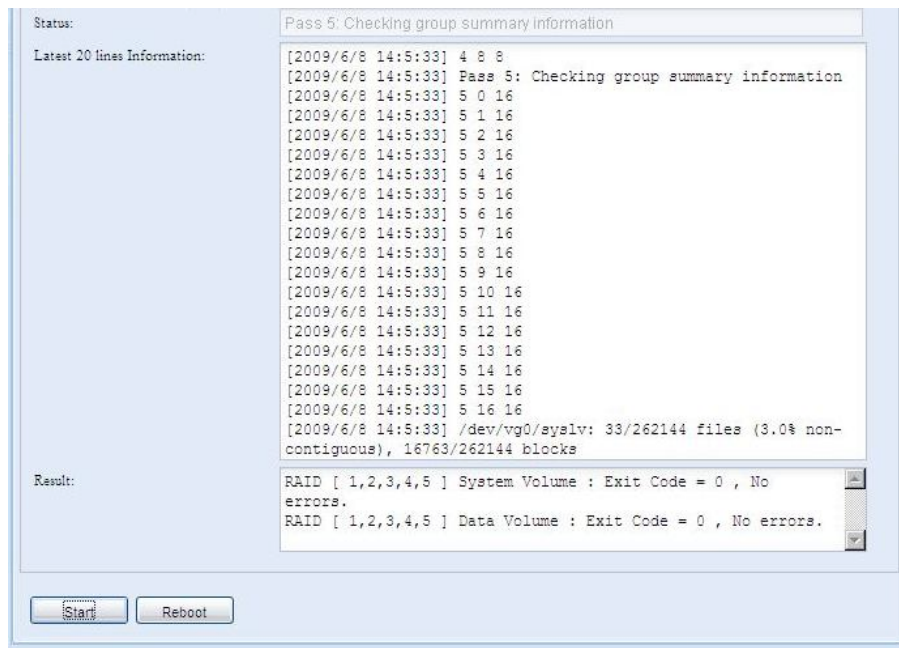 Status:
Pass 5: Checking group summary information
Latest 20 lines Information:
[2009/6/8 14:5:33] 4 8 8
[2009/6/8 14:5:33] Pass 5: Checking group summary information
[2009/6/8 14:5:33] 5 0 16
[2009/6/8 14:5:33] 5 1 16
[2009/6/8 14:5:33] 5 2 16
[2009/6/8 14:5:33] 5 3 16
[2009/6/8 14:5:33] 5 4 16
[2009/6/8 14:5:33] 5 5 16
[2009/6/8 14:5:33] 5 6 16
[2009/6/8 14:5:33] 5 7 16
[2009/6/8 14:5:33] 5 8 16
[2009/6/8 14:5:33] 5 9 16
[2009/6/8 14:5:33] 5 10 16
[2009/6/8 14:5:33] 5 11 16
[2009/6/8 14:5:33] 5 12 16
[2009/6/8 14:5:33] 5 13 16
[2009/6/8 14:5:33] 5 14 16
[2009/6/8 14:5:33] 5 15 16
[2009/6/8 14:5:33] 5 16 16
[2009/6/8 14:5:33] /dev/vg0/syslv: 33/262144 files (3.0% non-
contiguous), 16763/262144 blocks
Result:
RAID [ 1,2,3,4,5 ] System Volume : Exit Code = 0 , No
errors.
RAID [ 1,2,3,4,5 ] Data Volume : Exit Code = 0 , No errors.
Start
Reboot